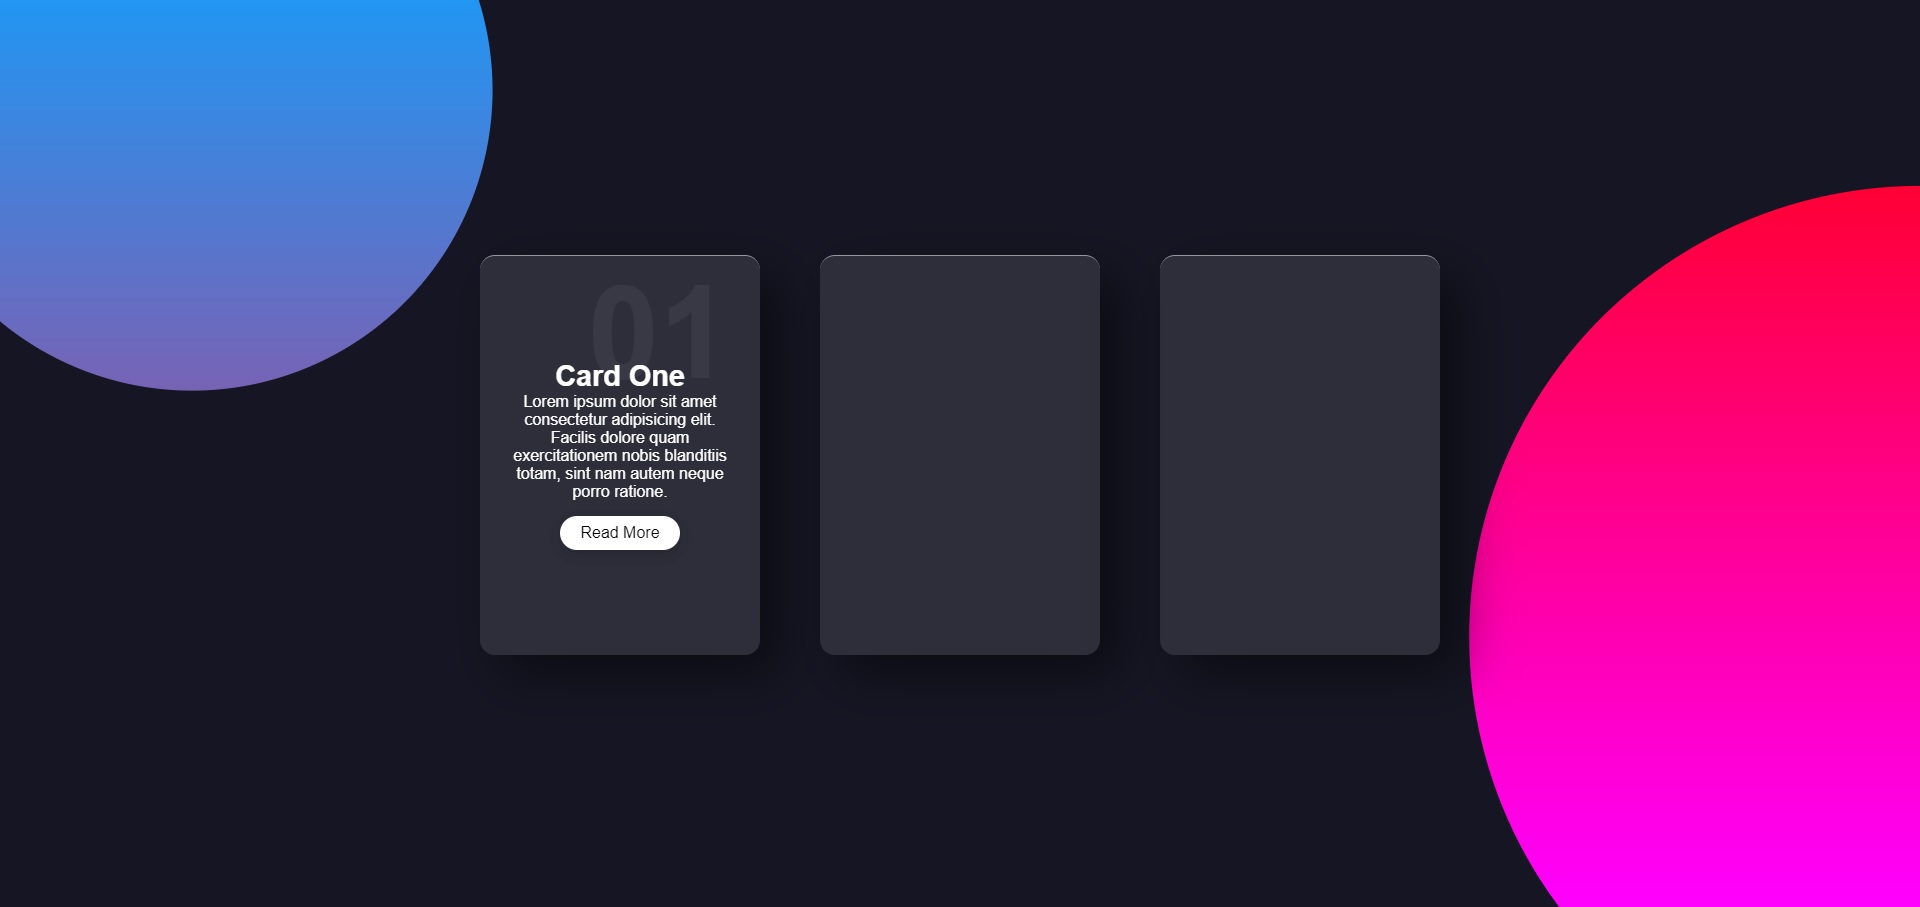 01
Card One
Lorem ipsum dolor sit amet
consectetur adipisicing elit.
Facilis dolore quam
exercitationem nobis blanditiis
totam, sint nam autem neque
porro ratione.
Read More